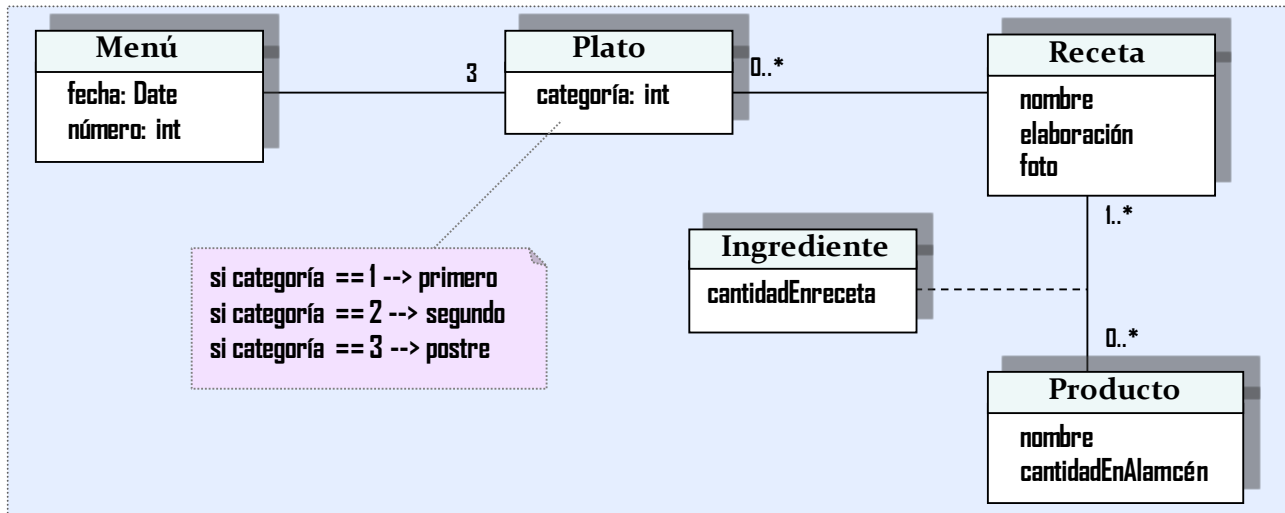 Menú
fecha: Date
número: int
3
Plato
categoría: int
0..*
Receta
nombre
elaboración
foto
1..*
si categoría == 1 --> primero
si categoría == 2 --> segundo
si categoría == 3 --> postre
Ingrediente
cantidadEnreceta
0..*
Producto
nombre
cantidadEnAlamcén